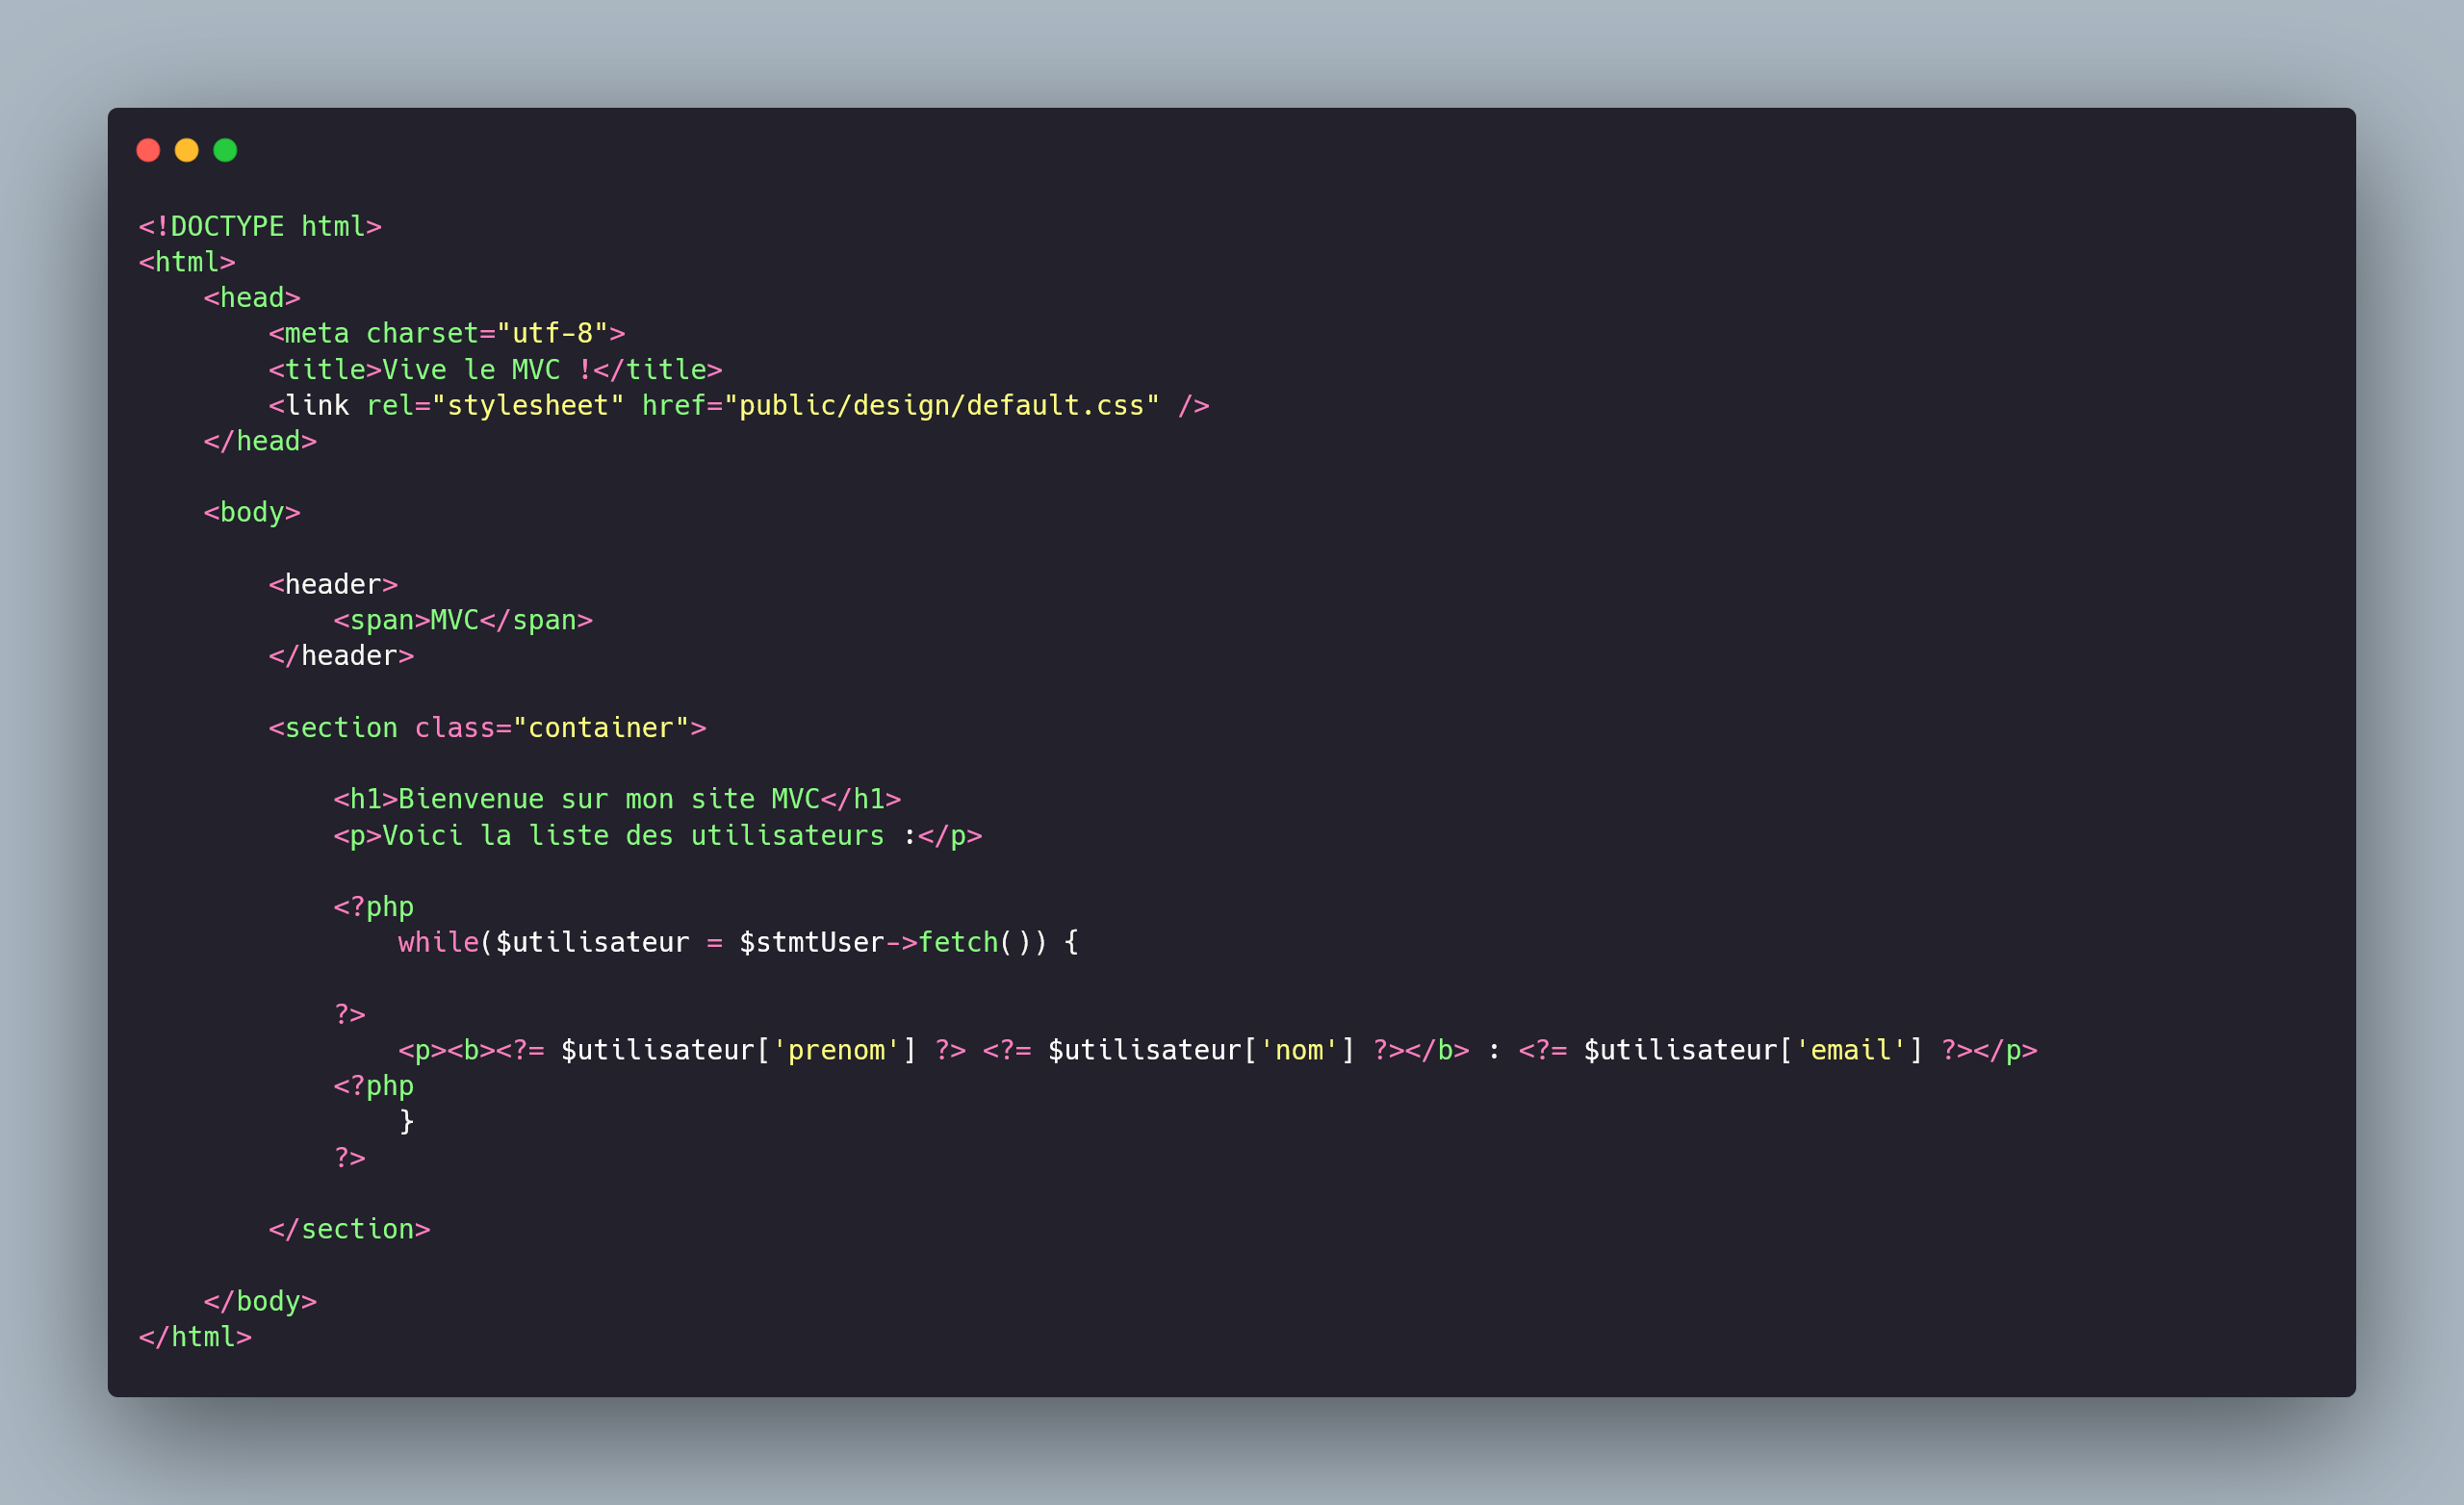 <!DOCTYPE html>
<html>
    <head>
        <meta charset="utf-8">
        <title>Vive le MVC !</title>
        <link rel="stylesheet" href="public/design/default.css" />
    </head>

    <body>

        <header>
            <span>MVC</span>
        </header>

        <section class="container">

            <h1>Bienvenue sur mon site MVC</h1>
            <p>Voici la liste des utilisateurs :</p>

            <?php
                while($utilisateur = $stmtUser->fetch()) {

            ?>
                <p><b><?= $utilisateur['prenom'] ?> <?= $utilisateur['nom'] ?></b> : <?= $utilisateur['email'] ?></p>
            <?php
                }
            ?>

        </section>

    </body>
</html>